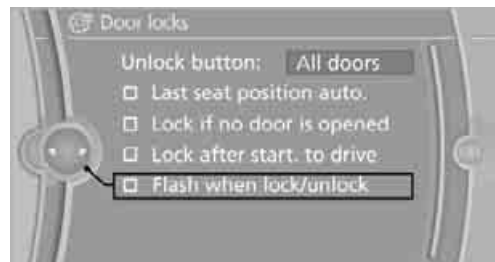 Door locks
Unlock button: All doors
Last seat position auto.
Lock if no door is opened
Lock after start. to drive
Flash when lock/unlock